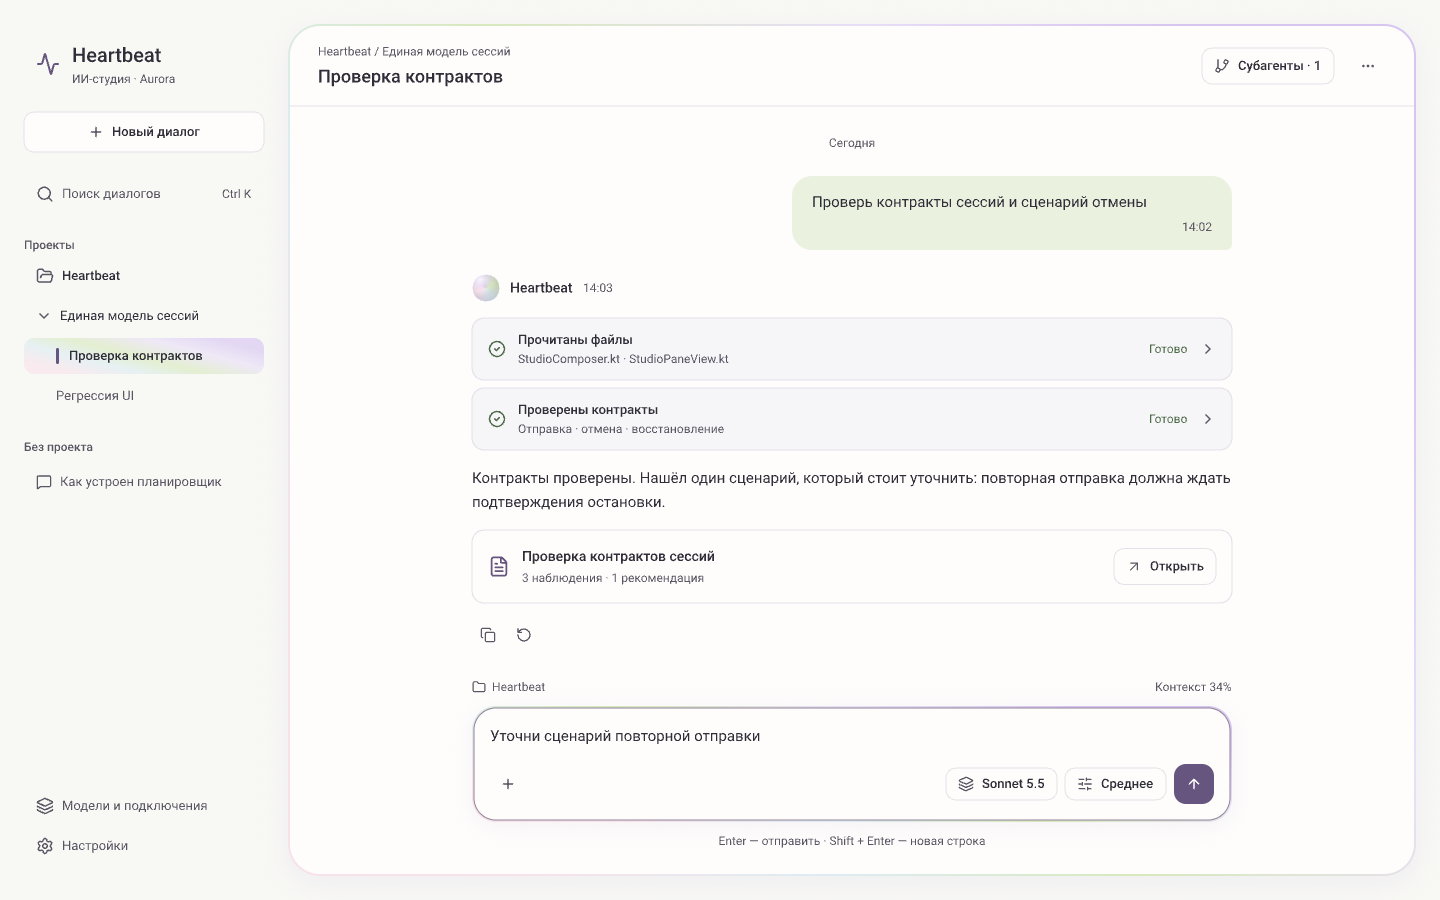 Heartbeat
ИИ-студия · Aurora
Новый диалог
Поиск диалогов Ctrl K
Проекты
Heartbeat
Единая модель сессий
Проверка контрактов
Регрессия UI
Без проекта
Как устроен планировщик
Модели и подключения
Настройки
Heartbeat / Единая модель сессий
Проверка контрактов
Субагенты · 1
Сегодня
Проверь контракты сессий и сценарий отмены
14:02
Heartbeat 14:03
Прочитаны файлы
StudioComposer.kt · StudioPaneView.kt
Готово
Проверены контракты
Отправка · отмена · восстановление
Готово
Контракты проверены. Нашёл один сценарий, который стоит уточнить: повторная отправка должна ждать
подтверждения остановки.
Проверка контрактов сессий
3 наблюдения · 1 рекомендация
Открыть
Heartbeat Контекст 34%
Уточни сценарий повторной отправки
Sonnet 5.5 Среднее
Enter — отправить · Shift + Enter — новая строка